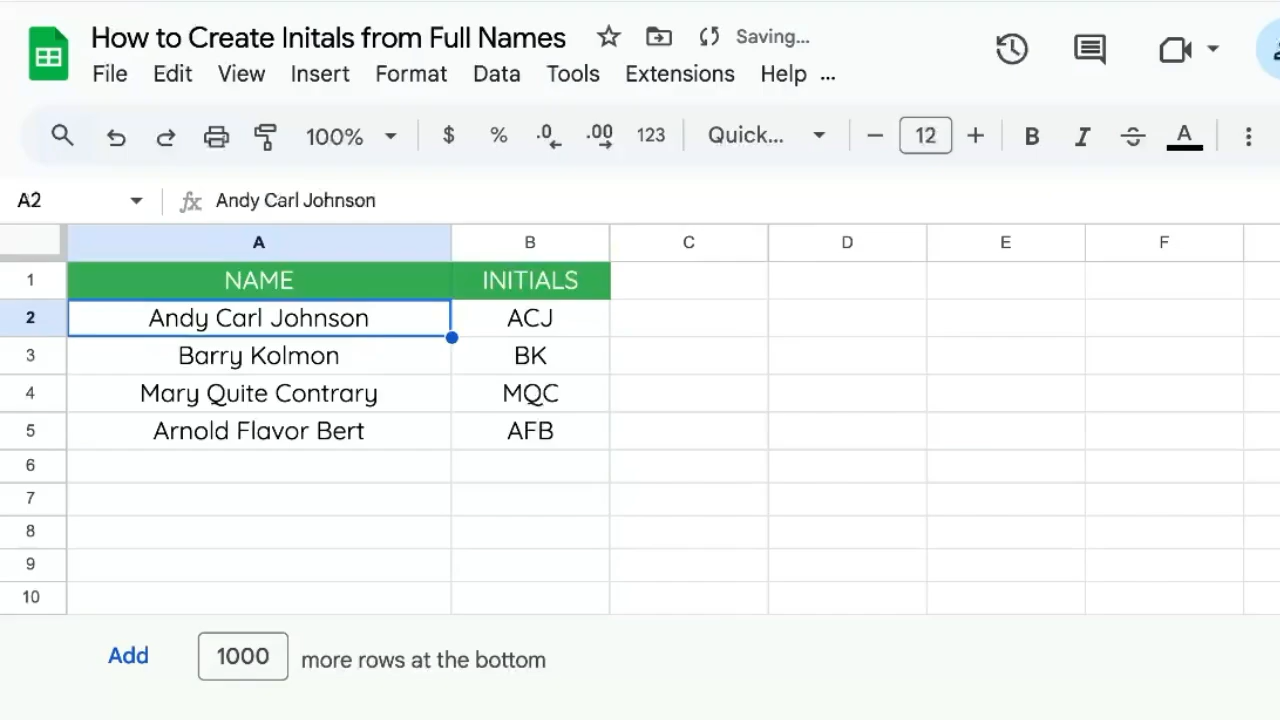 How to Create Initals from Full Names Saving...
File Edit View Insert Format Data Tools Extensions Help ...
100% $ % .0 .00 123 Quick... 12 B I S A
A2 fx Andy Carl Johnson
A B C D E F
1 NAME INITIALS
2 Andy Carl Johnson ACJ
3 Barry Kolmon BK
4 Mary Quite Contrary MQC
5 Arnold Flavor Bert AFB
6
7
8
9
10
Add 1000 more rows at the bottom